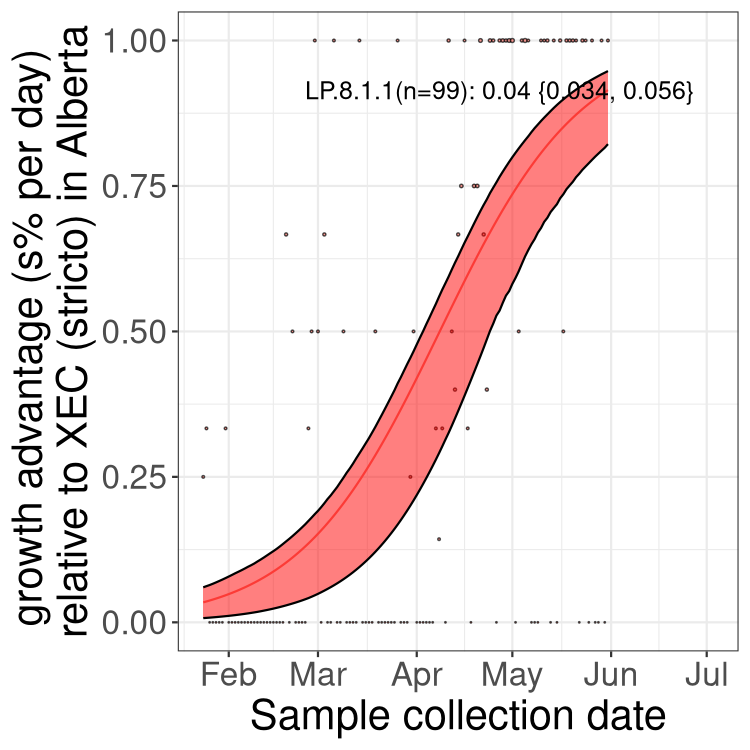 growth advantage (s% per day)
relative to XEC (stricto) in Alberta
1.00
0.75
0.50
0.25
0.00
LP.8.1.1(n=99): 0.04 {0.034, 0.056}
Feb Mar Apr May Jun Jul
Sample collection date